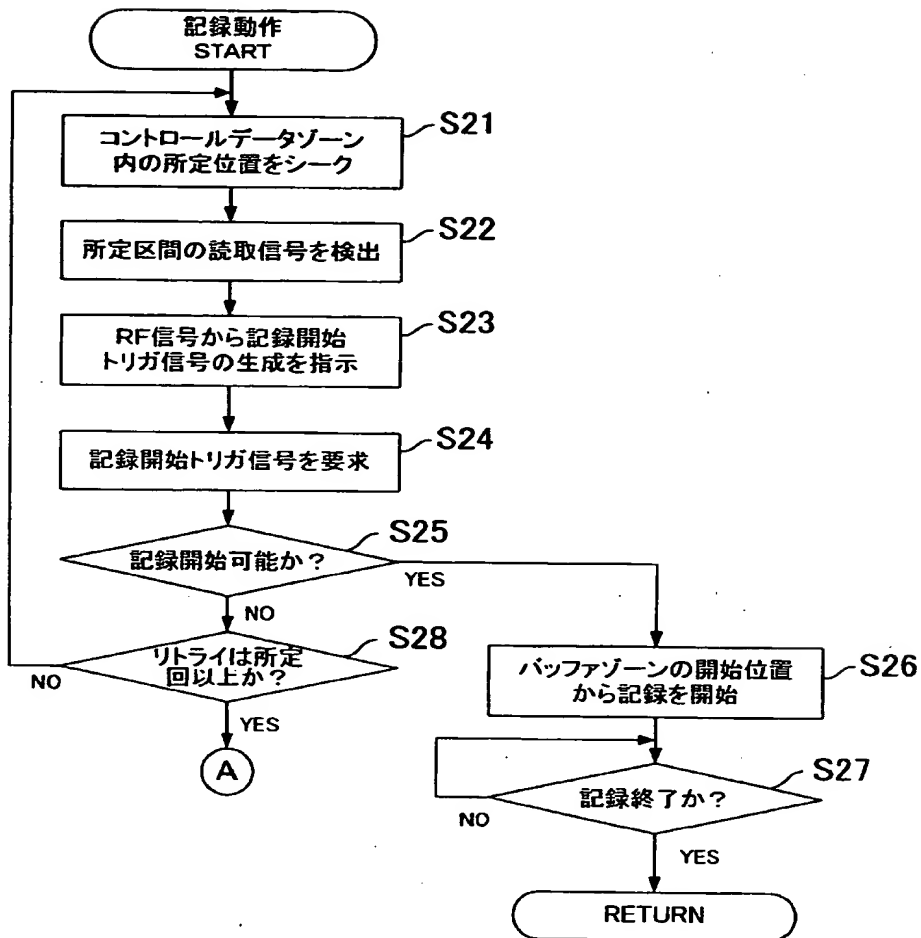 記録動作
START
コントロールデータゾーン
内の所定位置をシーク
S21
所定区間の読取信号を検出
S22
RF信号から記録開始
トリガ信号の生成を指示
S23
記録開始トリガ信号を要求
S24
記録開始可能か？
S25
YES
NO
リトライは所定
回以上か？
S28
NO
YES
A
バッファゾーンの開始位置
から記録を開始
S26
記録終了か？
S27
NO
YES
RETURN